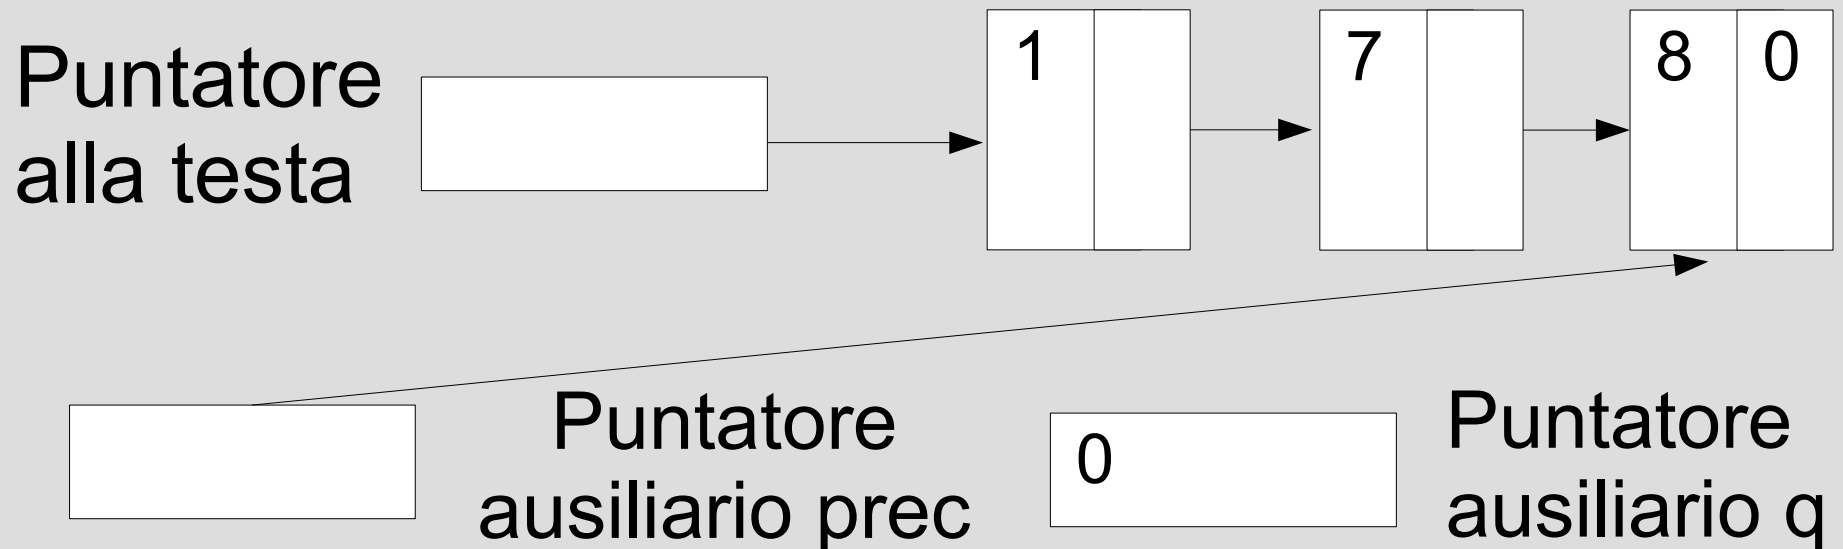 Puntatore
alla testa
1
7
8
0
Puntatore
ausiliario prec
0
Puntatore
ausiliario q